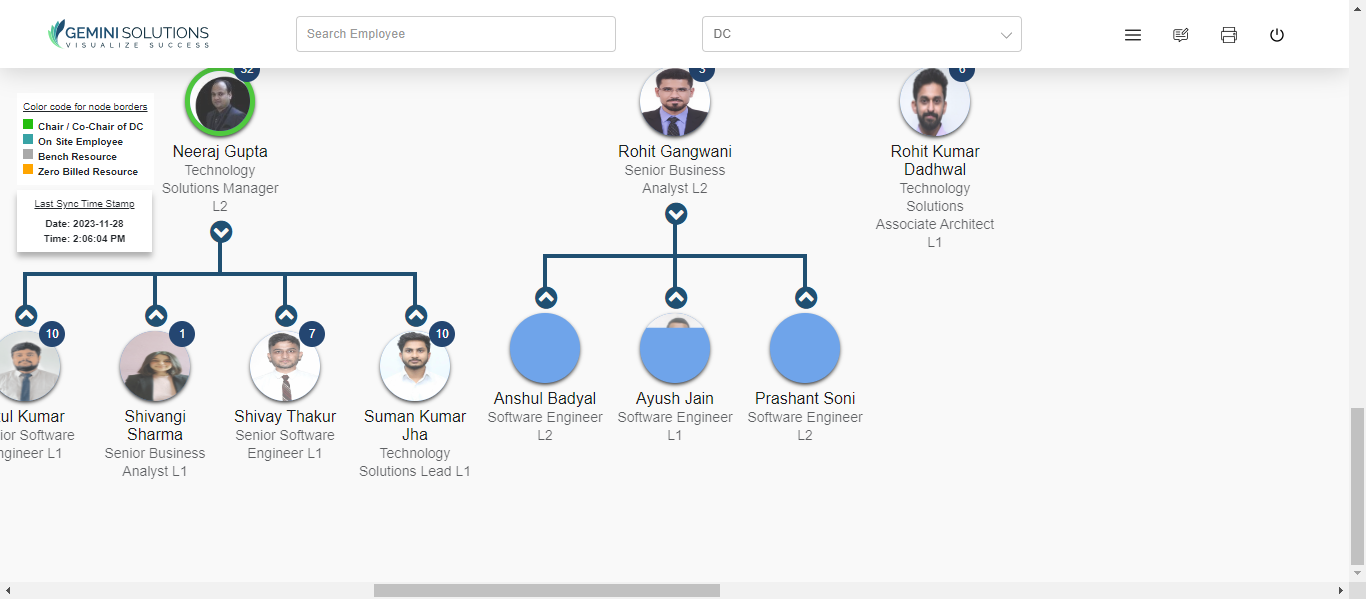 GEMINI SOLUTIONS
VISUALIZE SUCCESS
Search Employee
DC
Color code for node borders
Chair / Co-Chair of DC
On Site Employee
Bench Resource
Zero Billed Resource
Last Sync Time Stamp
Date: 2023-11-28
Time: 2:06:04 PM
32
Neeraj Gupta
Technology
Solutions Manager
L2
Rohit Gangwani
Senior Business
Analyst L2
6
Rohit Kumar
Dadhwal
Technology
Solutions
Associate Architect
L1
10
Kumar
Software
L1
1
Shivangi
Sharma
Senior Business
Analyst L1
7
Shivay Thakur
Senior Software
Engineer L1
10
Suman Kumar
Jha
Technology
Solutions Lead L1
Anshul Badyal
Software Engineer
L2
Ayush Jain
Software Engineer
L1
Prashant Soni
Software Engineer
L2